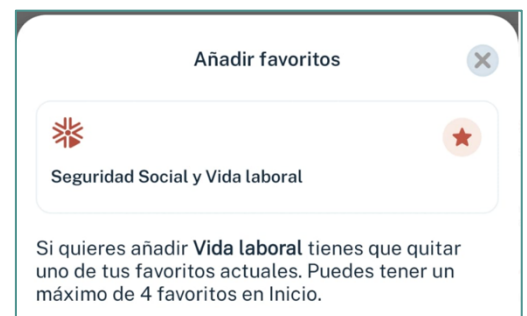 Añadir favoritos
Seguridad Social y Vida laboral
Si quieres añadir Vida laboral tienes que quitar
uno de tus favoritos actuales. Puedes tener un
máximo de 4 favoritos en Inicio.